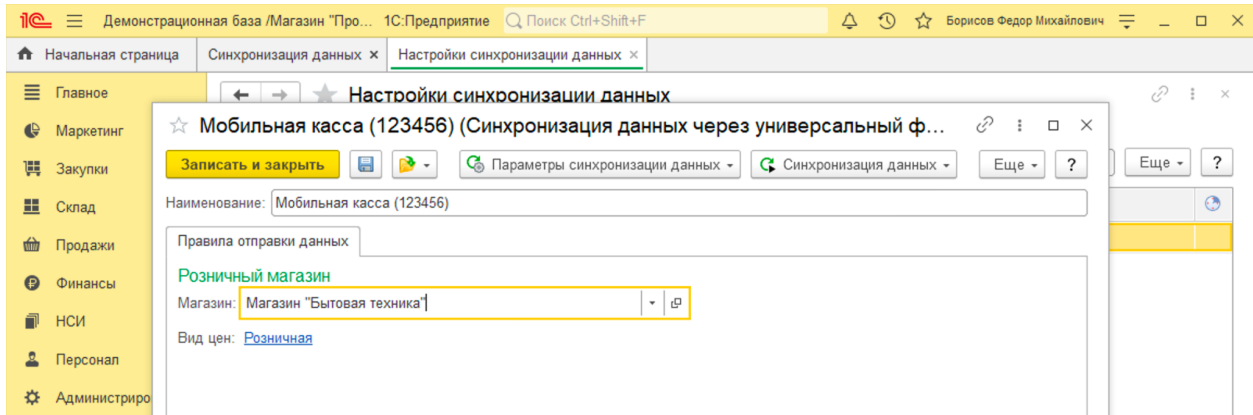 1С Демонстрационная база /Магазин "Про... 1С:Предприятие Поиск Ctrl+Shift+F Борисов Федор Михайлович
Начальная страница Синхронизация данных × Настройки синхронизации данных ×
Главное
Настройки синхронизации данных
Маркетинг
Мобильная касса (123456) (Синхронизация данных через универсальный ф...
Закупки
Записать и закрыть Параметры синхронизации данных Синхронизация данных Еще ? Еще ?
Склад
Наименование: Мобильная касса (123456)
Продажи
Правила отправки данных
Финансы
Розничный магазин
Магазин: Магазин "Бытовая техника"
НСИ
Вид цен: Розничная
Персонал
Администриро